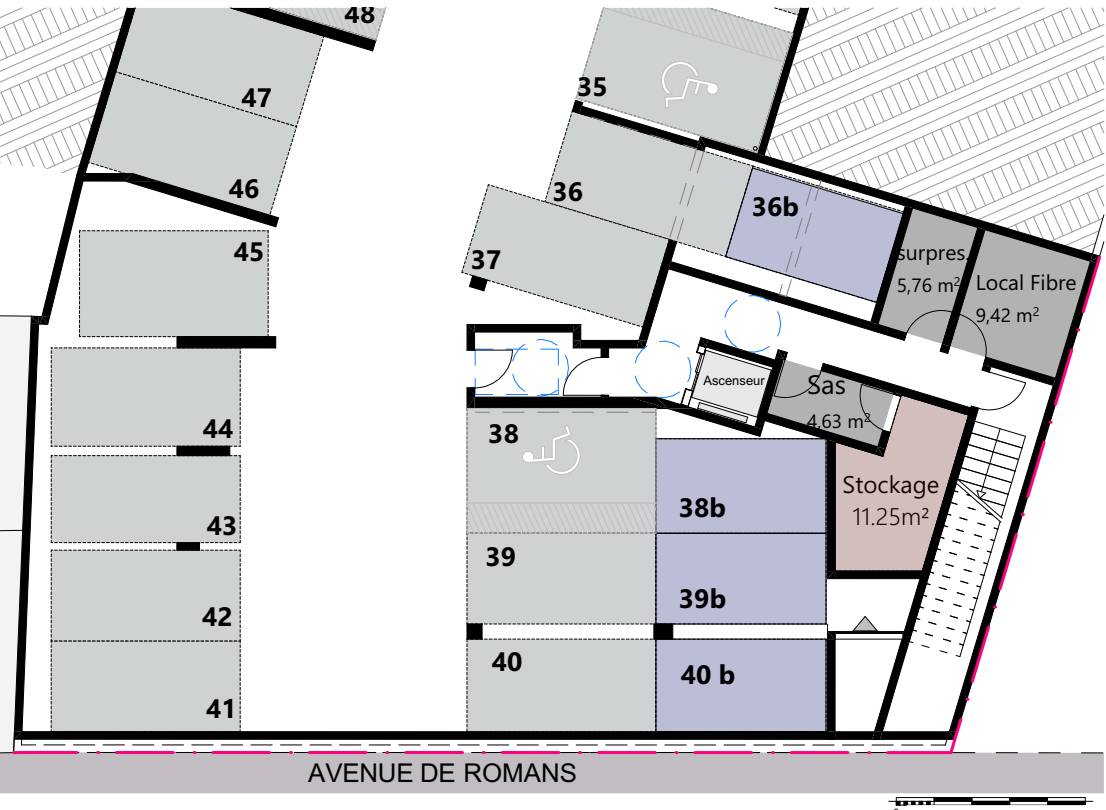 48
47
35
46
36
36b
45
37
surpres.
5,76 m²
Local Fibre
9,42 m²
Ascenseur
Sas
4,63 m²
44
38
Stockage
11.25m²
38b
43
39
39b
42
40
40 b
41
AVENUE DE ROMANS